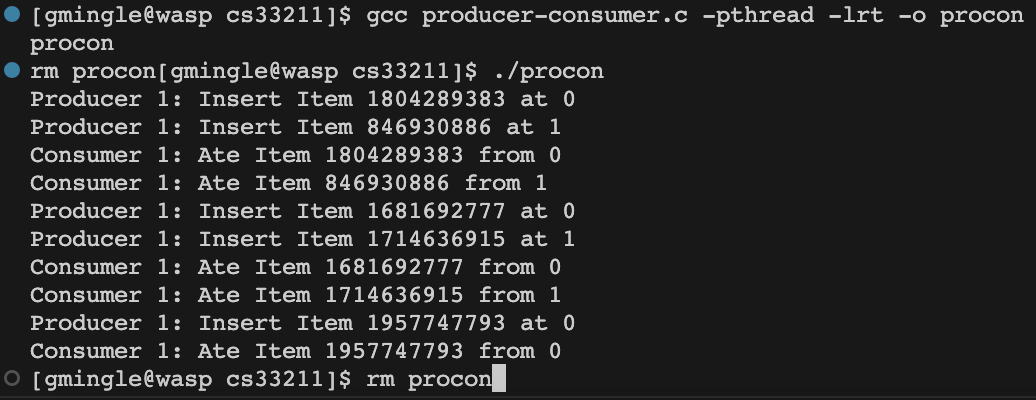 [gmingle@wasp cs33211]$ gcc producer-consumer.c -pthread -lrt -o procon
procon
rm procon[gmingle@wasp cs33211]$ ./procon
Producer 1: Insert Item 1804289383 at 0
Producer 1: Insert Item 846930886 at 1
Consumer 1: Ate Item 1804289383 from 0
Consumer 1: Ate Item 846930886 from 1
Producer 1: Insert Item 1681692777 at 0
Producer 1: Insert Item 1714636915 at 1
Consumer 1: Ate Item 1681692777 from 0
Consumer 1: Ate Item 1714636915 from 1
Producer 1: Insert Item 1957747793 at 0
Consumer 1: Ate Item 1957747793 from 0
[gmingle@wasp cs33211]$ rm procon